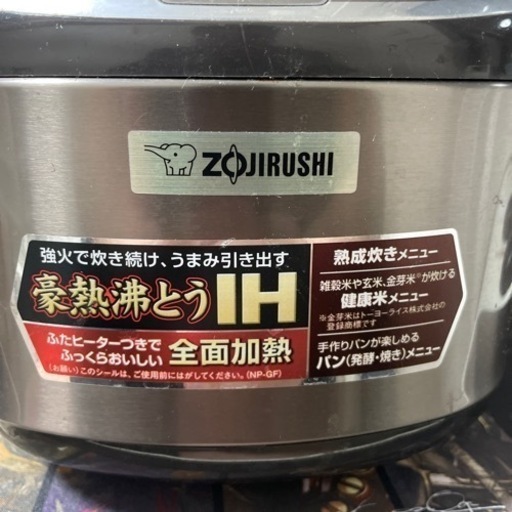 ZOJIRUSHI
強火で炊き続け、うまみ引き出す
豪熱沸とうIH
ふたヒーターつきで
ふっくらおいしい 全面加熱
(お願い)このシールは、ご使用前にはがしてください。(NP-GF)
熟成炊きメニュー
雑穀米や玄米、金芽米※が炊ける
健康米メニュー
※金芽米はトーヨーライス株式会社の
登録商標です
手作りパンが楽しめる
パン(発酵・焼き)メニュー